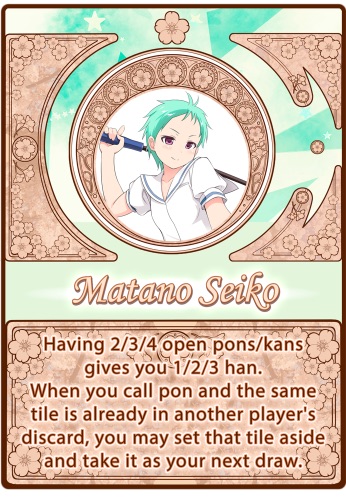 Matano Seiko
Having 2/3/4 open pons/kans
gives you 1/2/3 han.
When you call pon and the same
tile is already in another player's
discard, you may set that tile aside
and take it as your next draw.